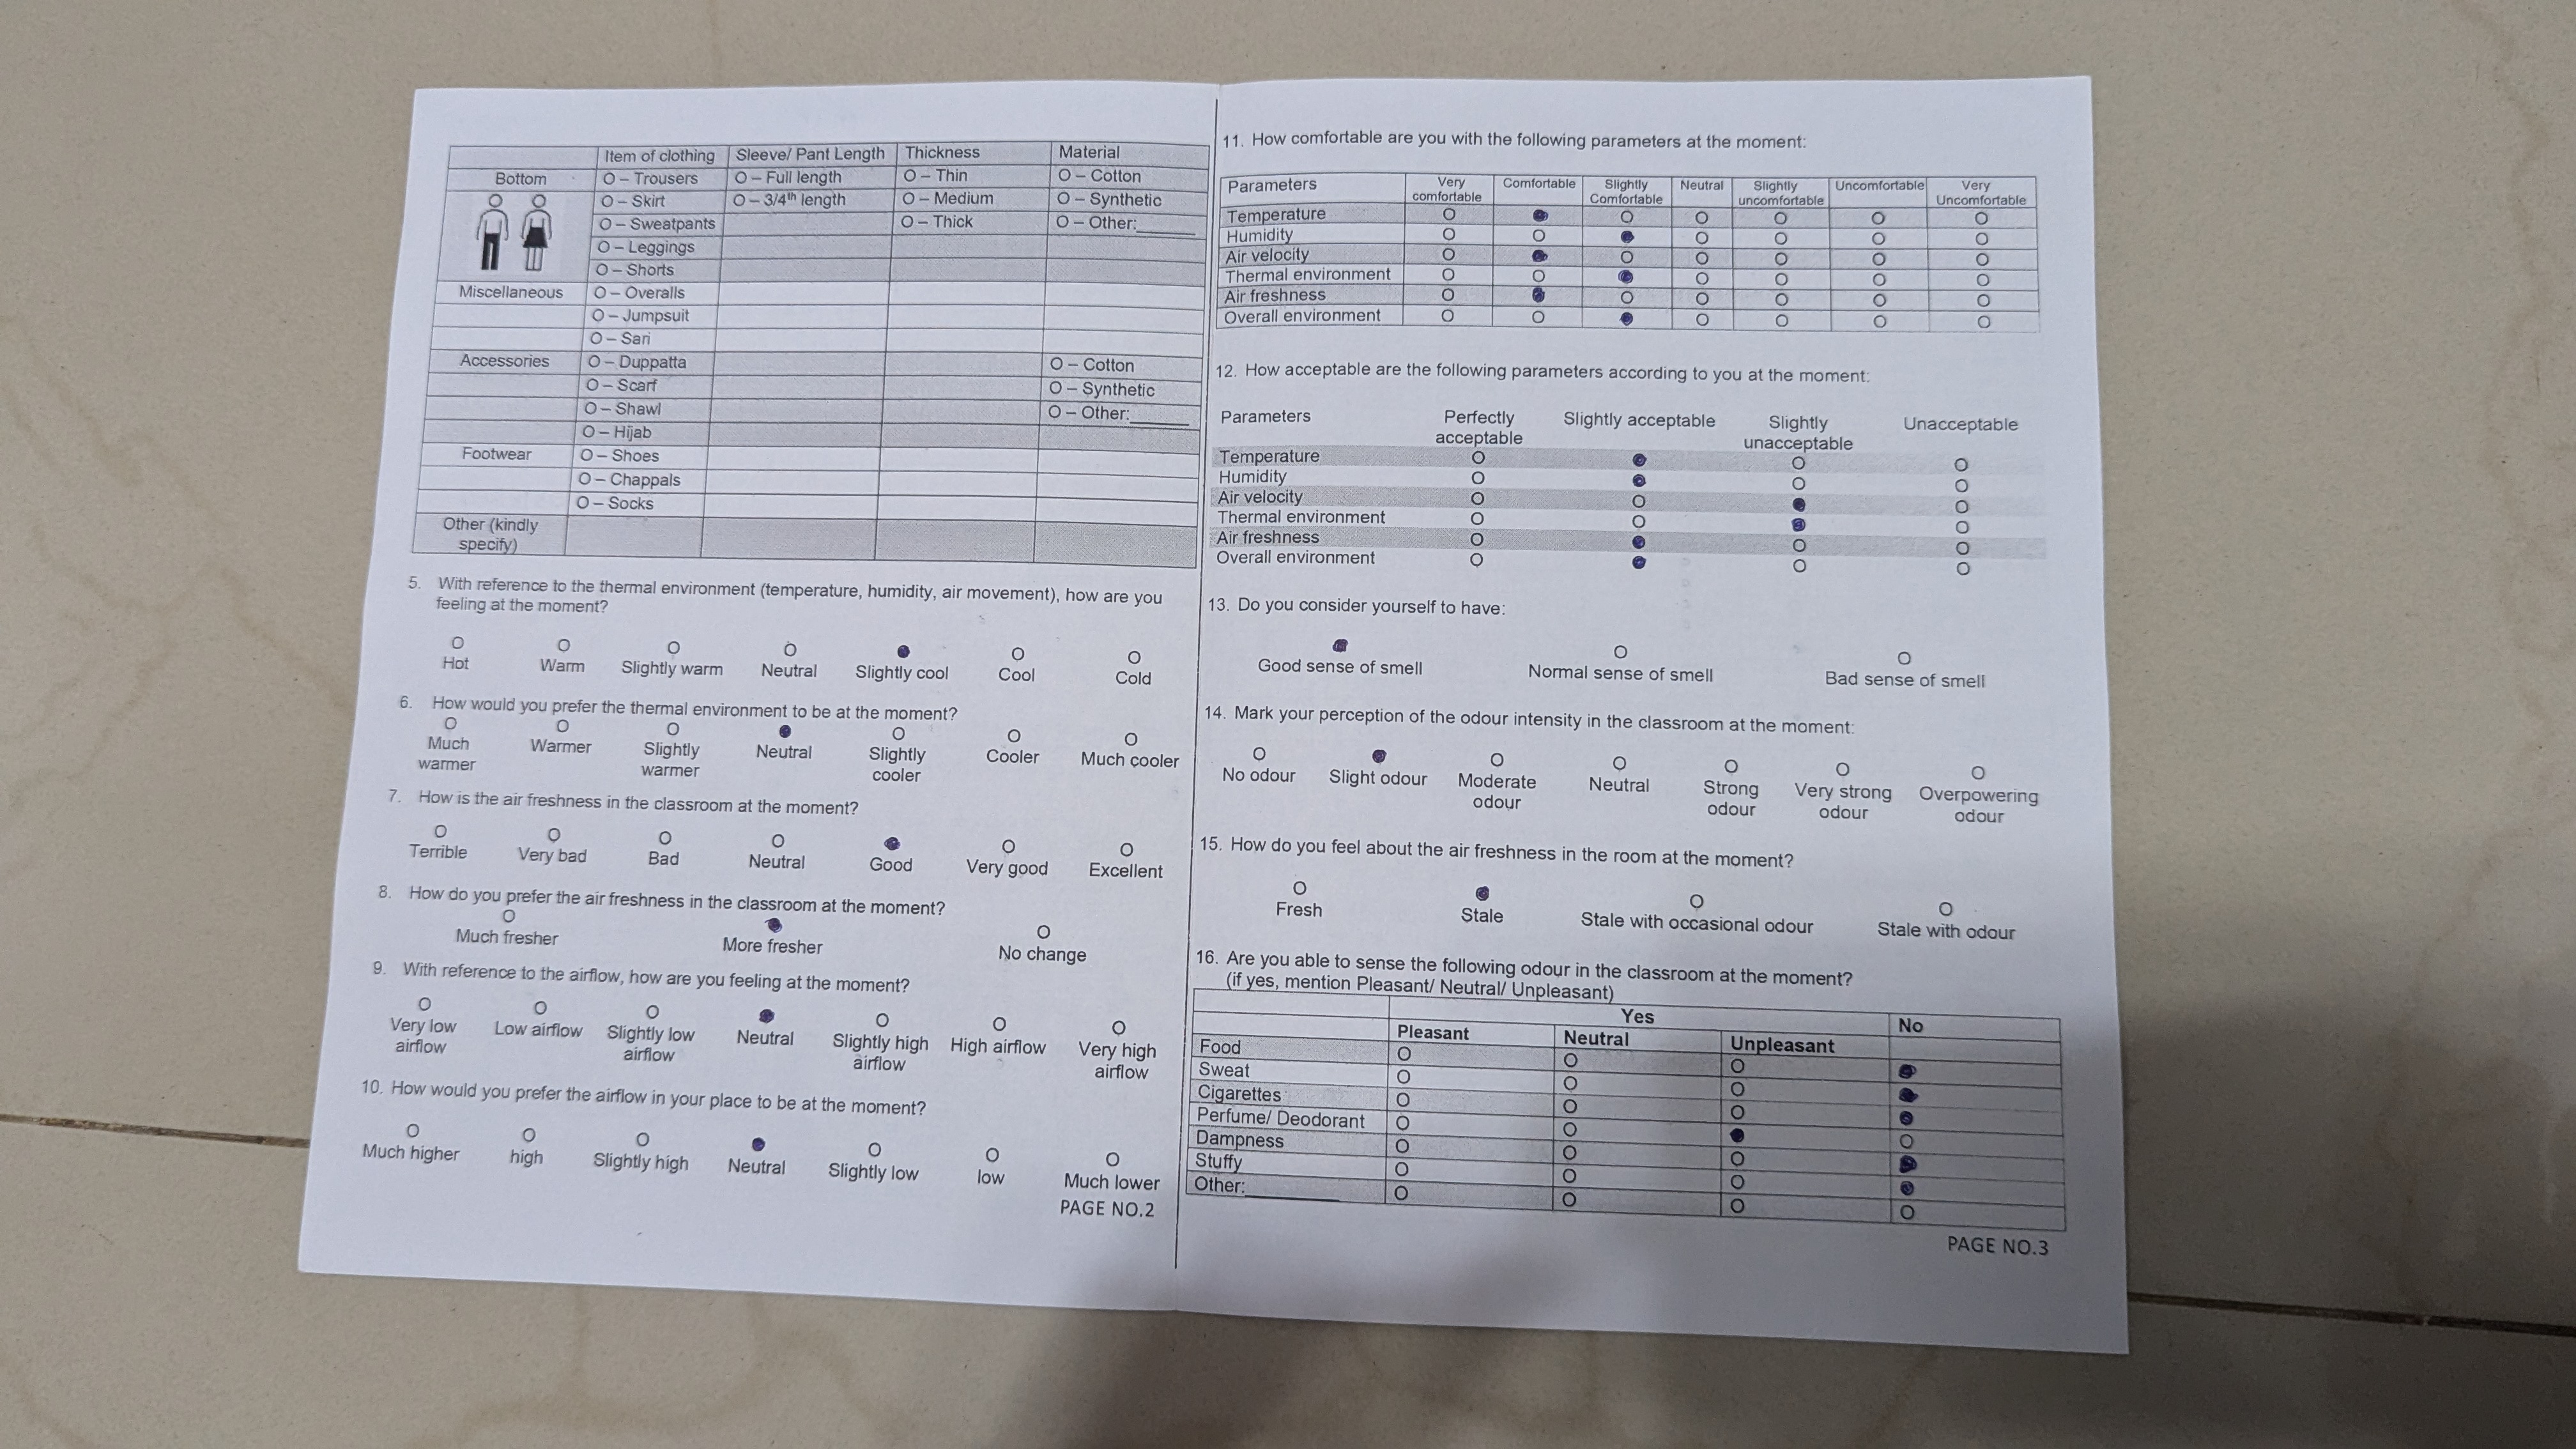 Item of clothing Sleeve/ Pant Length Thickness Material
Bottom O – Trousers O – Full length O – Thin O – Cotton
O – Skirt O – 3/4th length O – Medium O – Synthetic
O – Sweatpants O – Thick O – Other:______
O – Leggings
O – Shorts
Miscellaneous O – Overalls
O – Jumpsuit
O – Sari
Accessories O – Duppatta O – Cotton
O – Scarf O – Synthetic
O – Shawl O – Other:______
O – Hijab
Footwear O – Shoes
O – Chappals
O – Socks
Other (kindly
specify)
5. With reference to the thermal environment (temperature, humidity, air movement), how are you
feeling at the moment?
Hot Warm Slightly warm Neutral Slightly cool Cool Cold
6. How would you prefer the thermal environment to be at the moment?
Much Warmer Slightly Neutral Slightly Cooler Much cooler
warmer warmer cooler
7. How is the air freshness in the classroom at the moment?
Terrible Very bad Bad Neutral Good Very good Excellent
8. How do you prefer the air freshness in the classroom at the moment?
Much fresher More fresher No change
9. With reference to the airflow, how are you feeling at the moment?
Very low Low airflow Slightly low Neutral Slightly high High airflow Very high
airflow airflow airflow airflow
10. How would you prefer the airflow in your place to be at the moment?
Much higher high Slightly high Neutral Slightly low low Much lower
PAGE NO.2
11. How comfortable are you with the following parameters at the moment:
Parameters Very Comfortable Slightly Neutral Slightly Uncomfortable Very
comfortable Comfortable uncomfortable Uncomfortable
Temperature
Humidity
Air velocity
Thermal environment
Air freshness
Overall environment
12. How acceptable are the following parameters according to you at the moment:
Parameters Perfectly Slightly acceptable Slightly Unacceptable
acceptable unacceptable
Temperature
Humidity
Air velocity
Thermal environment
Air freshness
Overall environment
13. Do you consider yourself to have:
Good sense of smell Normal sense of smell Bad sense of smell
14. Mark your perception of the odour intensity in the classroom at the moment:
No odour Slight odour Moderate Neutral Strong Very strong Overpowering
odour odour odour odour
15. How do you feel about the air freshness in the room at the moment?
Fresh Stale Stale with occasional odour Stale with odour
16. Are you able to sense the following odour in the classroom at the moment?
(if yes, mention Pleasant/ Neutral/ Unpleasant)
Yes No
Pleasant Neutral Unpleasant
Food
Sweat
Cigarettes
Perfume/ Deodorant
Dampness
Stuffy
Other:__________
PAGE NO.3